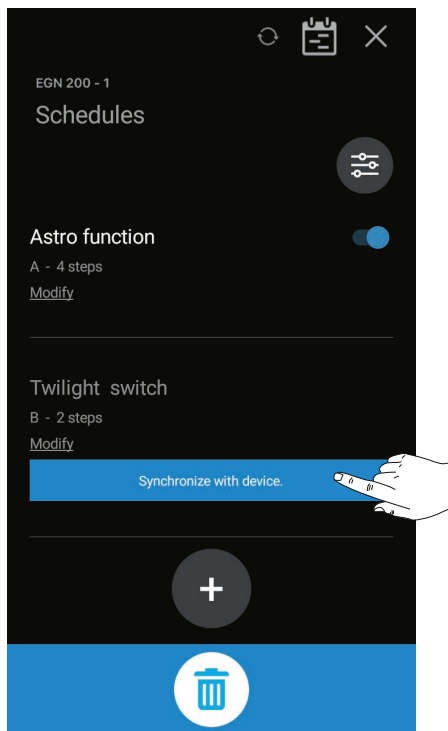 EGN 200 - 1
Schedules
Astro function
A - 4 steps
Modify
Twilight switch
B - 2 steps
Modify
Synchronize with device.
+